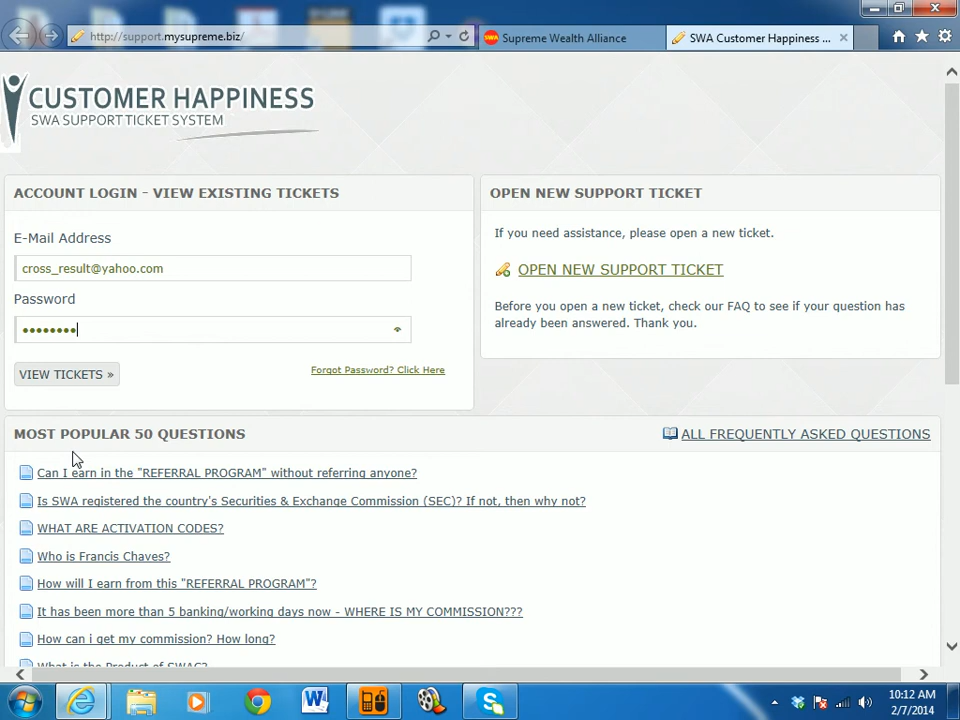 http://support.mysupreme.biz/
Supreme Wealth Alliance
SWA Customer Happiness ...
CUSTOMER HAPPINESS
SWA SUPPORT TICKET SYSTEM
ACCOUNT LOGIN - VIEW EXISTING TICKETS
E-Mail Address
cross_result@yahoo.com
Password
VIEW TICKETS »
Forgot Password? Click Here
OPEN NEW SUPPORT TICKET
If you need assistance, please open a new ticket.
OPEN NEW SUPPORT TICKET
Before you open a new ticket, check our FAQ to see if your question has
already been answered. Thank you.
MOST POPULAR 50 QUESTIONS
ALL FREQUENTLY ASKED QUESTIONS
Can I earn in the "REFERRAL PROGRAM" without referring anyone?
Is SWA registered the country's Securities & Exchange Commission (SEC)? If not, then why not?
WHAT ARE ACTIVATION CODES?
Who is Francis Chaves?
How will I earn from this "REFERRAL PROGRAM"?
It has been more than 5 banking/working days now - WHERE IS MY COMMISSION???
How can i get my commission? How long?
What is the Product of SWAG?
10:12 AM
2/7/2014